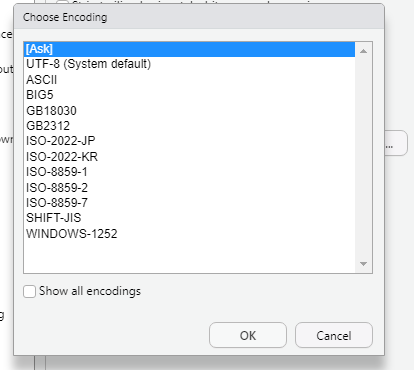 Choose Encoding
[Ask]
UTF-8 (System default)
ASCII
BIG5
GB18030
GB2312
ISO-2022-JP
ISO-2022-KR
ISO-8859-1
ISO-8859-2
ISO-8859-7
SHIFT-JIS
WINDOWS-1252
...
Show all encodings
OK
Cancel